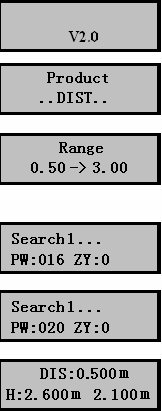 V2.0
Product
..DIST..
Range
0.50->3.00
Search1...
PW:016 ZY:0
Search1...
PW:020 ZY:0
DIS:0.500m
H:2.600m 2.100m